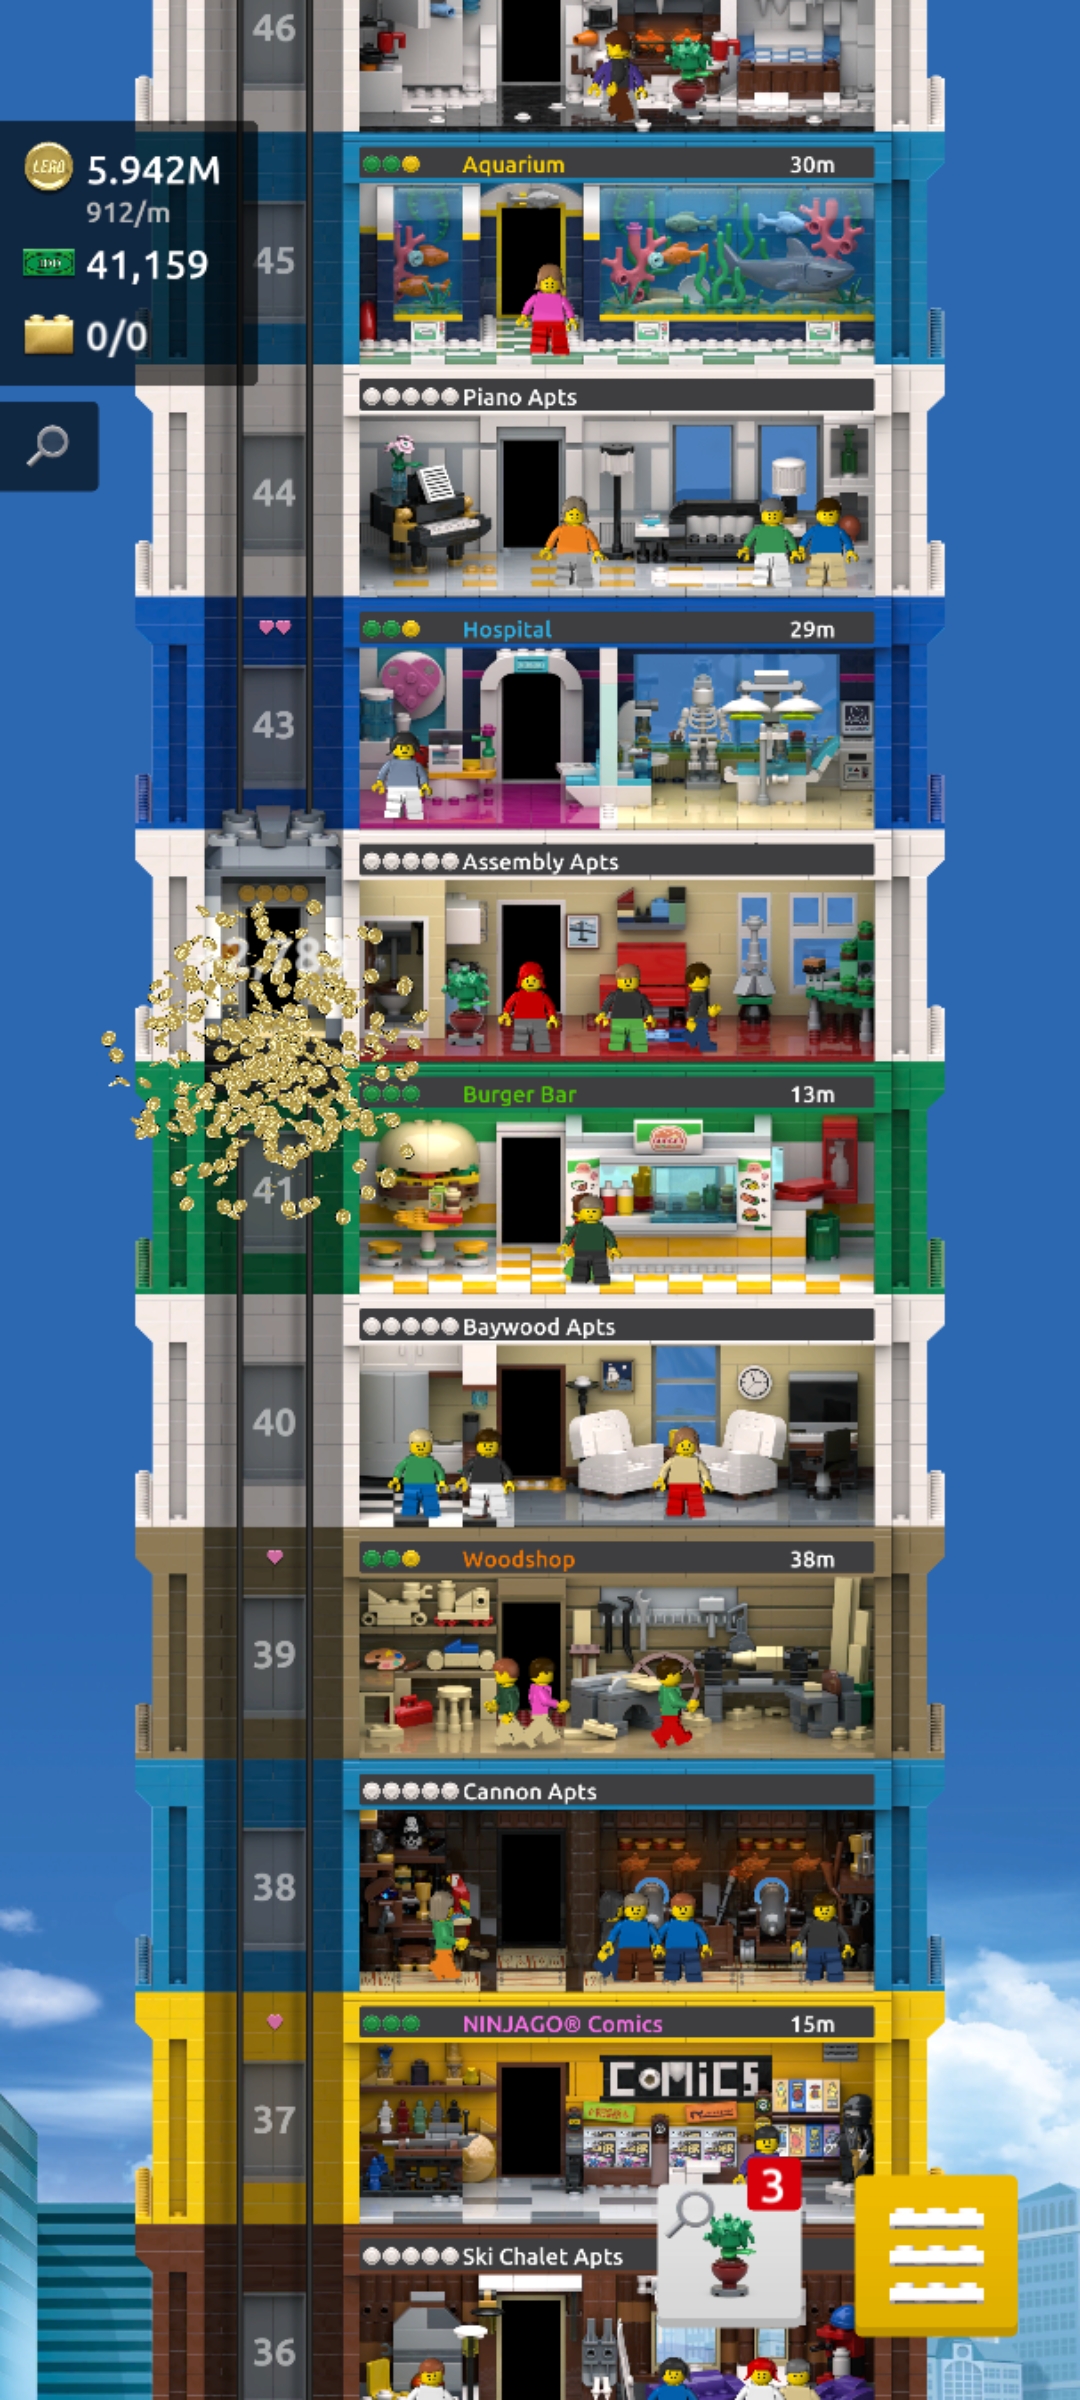 46
Aquarium 30m
5.942M
912/m
41,159
0/0
45
Piano Apts
44
Hospital 29m
43
Assembly Apts
Burger Bar 13m
41
Baywood Apts
40
Woodshop 38m
39
Cannon Apts
38
NINJAGO® Comics 15m
COMiCS
37
3
Ski Chalet Apts
36